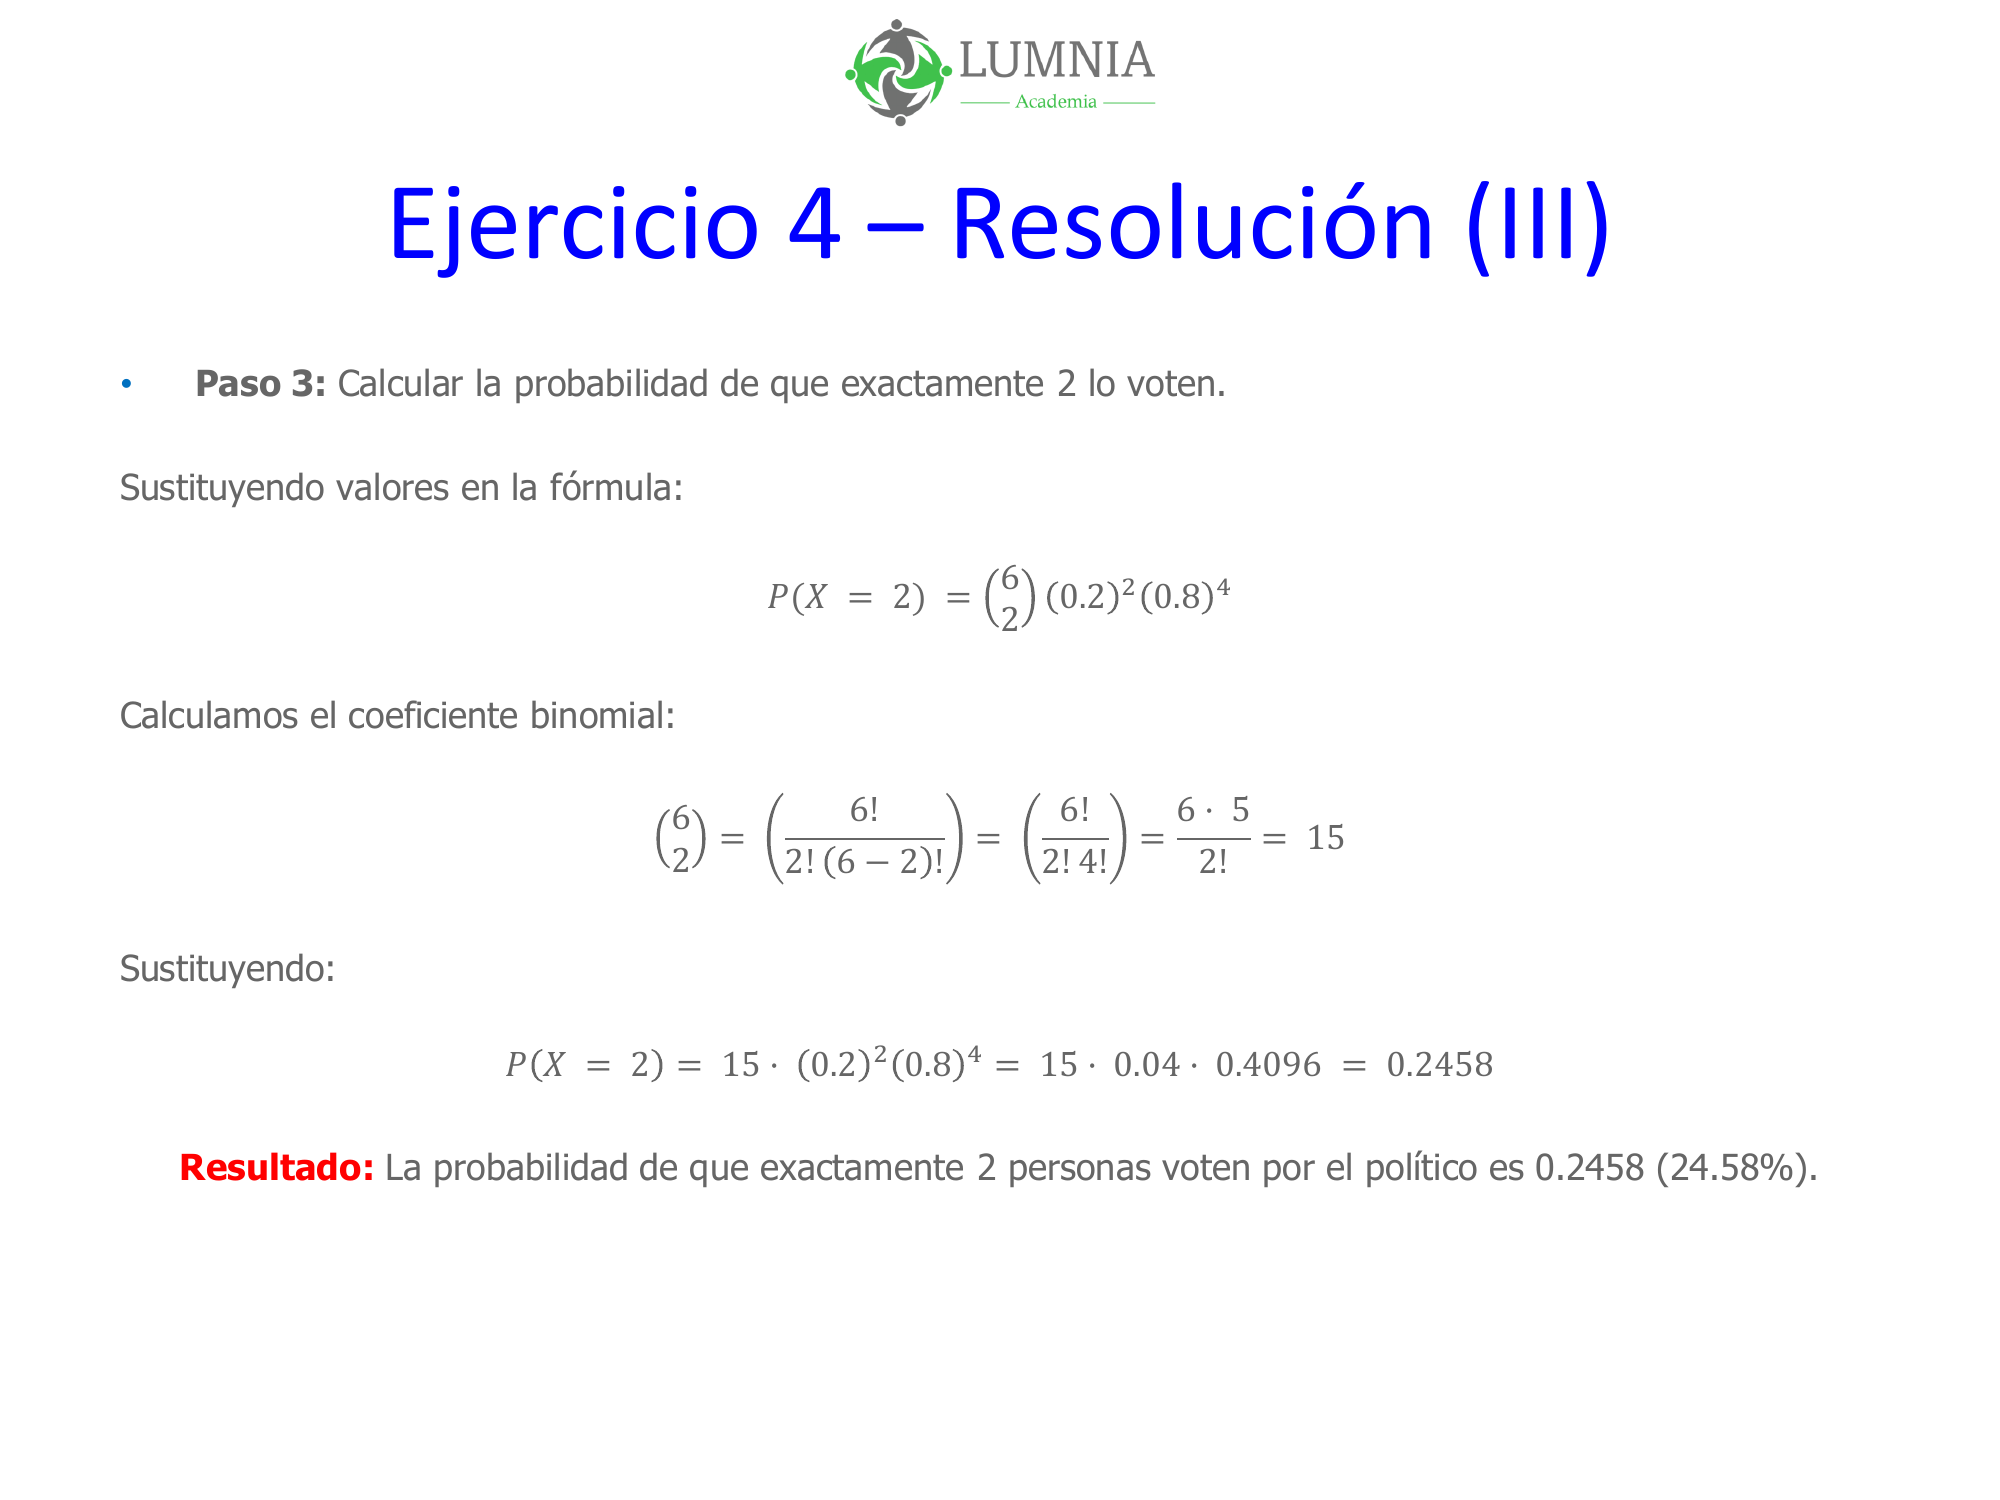 LUMNIA
Academia
Ejercicio 4 – Resolución (III)
• Paso 3: Calcular la probabilidad de que exactamente 2 lo voten.
Sustituyendo valores en la fórmula:
$P(X = 2) = \binom{6}{2} (0.2)^2 (0.8)^4$
Calculamos el coeficiente binomial:
$\binom{6}{2} = \left(\frac{6!}{2!(6-2)!}\right) = \left(\frac{6!}{2!\,4!}\right) = \frac{6 \cdot 5}{2!} = 15$
Sustituyendo:
$P(X = 2) = 15 \cdot (0.2)^2 (0.8)^4 = 15 \cdot 0.04 \cdot 0.4096 = 0.2458$
Resultado: La probabilidad de que exactamente 2 personas voten por el político es 0.2458 (24.58%).